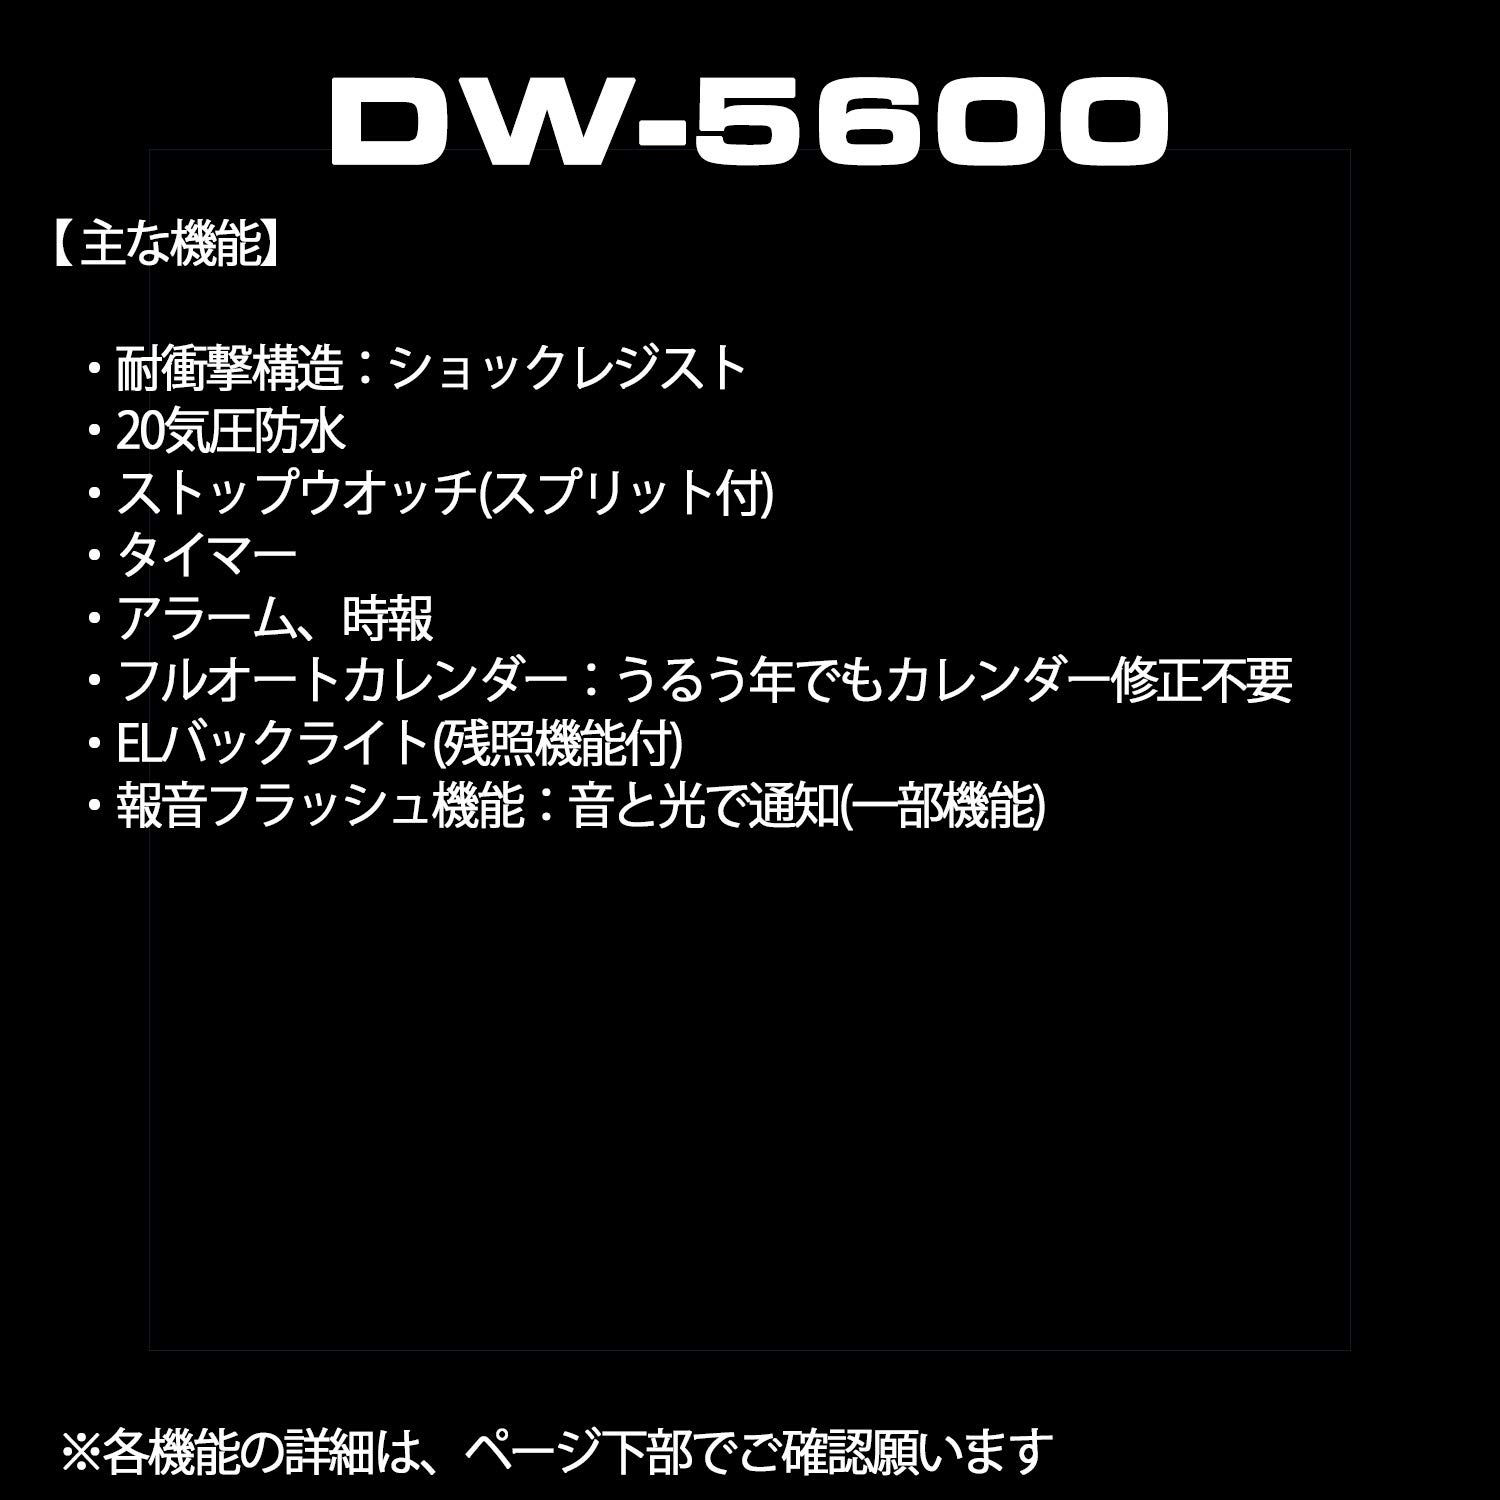 DW-5600
【主な機能】
・耐衝撃構造：ショックレジスト
・20気圧防水
・ストップウオッチ(スプリット付)
・タイマー
・アラーム、時報
・フルオートカレンダー：うるう年でもカレンダー修正不要
・ELバックライト(残照機能付)
・報音フラッシュ機能：音と光で通知(一部機能)
※各機能の詳細は、ページ下部でご確認願います